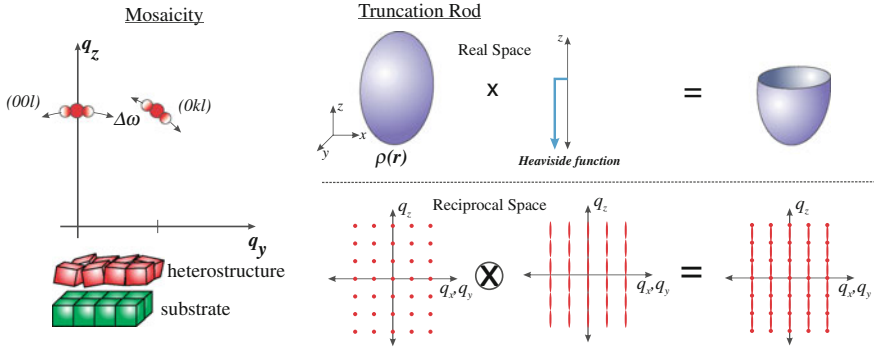 Mosaicity
q_z
(00l)
(0kl)
Δω
q_y
heterostructure
substrate
Truncation Rod
Real Space
z
x
y
ρ(r)
x
z
Heaviside function
=
Reciprocal Space
q_z
q_x,q_y
ⓧ
q_z
q_x,q_y
=
q_z
q_x,q_y